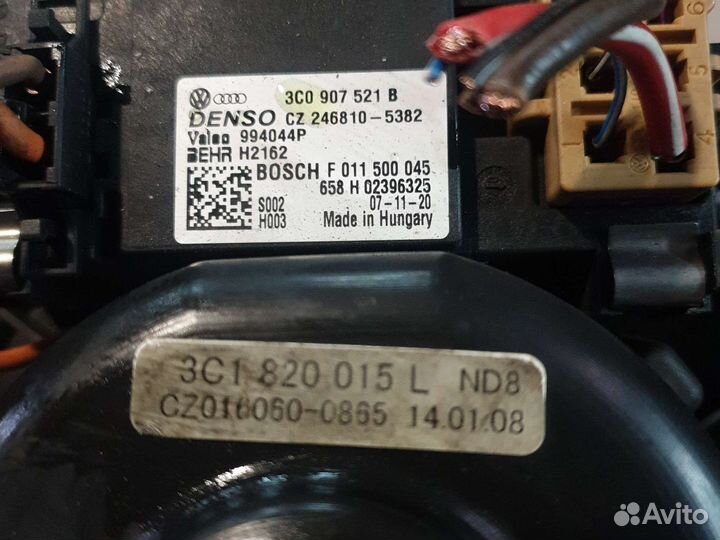 3C0 907 521 B
DENSO CZ 246810-5382
Valeo 994044P
BEHR H2162
BOSCH F 011 500 045
658 H 02396325
S002 07-11-20
H003 Made in Hungary
3C1 820 015 L ND8
CZ016060-0865 14.01.08
Avito